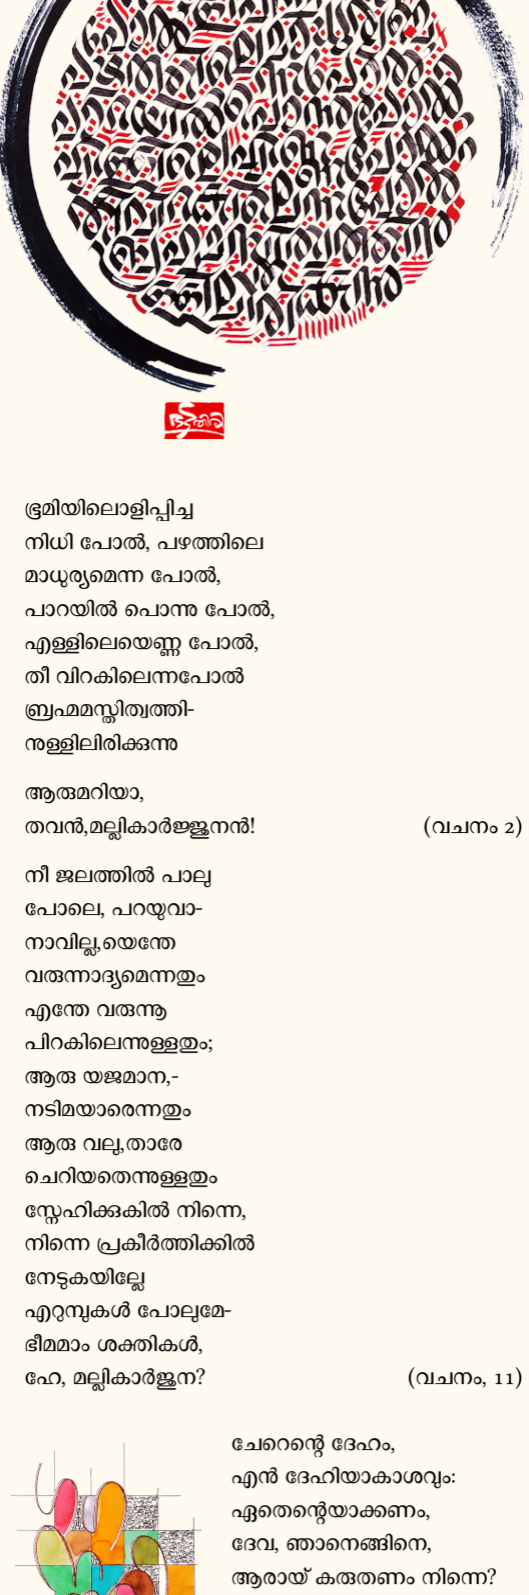 ഭൂമിയിലൊളിപ്പിച്ച
നിധി പോൽ, പഴത്തിലെ
മാധുര്യമെന്ന പോൽ,
പാറയിൽ പൊന്നു പോൽ,
എള്ളിലെയെണ്ണ പോൽ,
തീ വിറകിലെന്നപോൽ
ബ്രഹ്മമസ്തിത്വത്തി-
നുള്ളിലിരിക്കുന്നു
ആരുമറിയാ,
തവൻ,മല്ലികാർജ്ജുനൻ! (വചനം 2)
നീ ജലത്തിൽ പാലു
പോലെ, പറയുവാ-
നാവില്ല,യെന്തേ
വരുന്നാദ്യമെന്നതും
എന്തേ വരുന്നൂ
പിറകിലെന്നുള്ളതും;
ആരു യജമാന,-
നടിമയാരെന്നതും
ആരു വലു,താരേ
ചെറിയതെന്നുള്ളതും
സ്നേഹിക്കുകിൽ നിന്നെ,
നിന്നെ പ്രകീർത്തിക്കിൽ
നേടുകയില്ലേ
എറുമ്പുകൾ പോലുമേ-
ഭീമമാം ശക്തികൾ,
ഹേ, മല്ലികാർജുന? (വചനം, 11)
ചേറെന്റെ ദേഹം,
എൻ ദേഹിയാകാശവും:
ഏതെന്റെയാക്കണം,
ദേവ, ഞാനെങ്ങിനെ,
ആരായ് കരുതണം നിന്നെ?